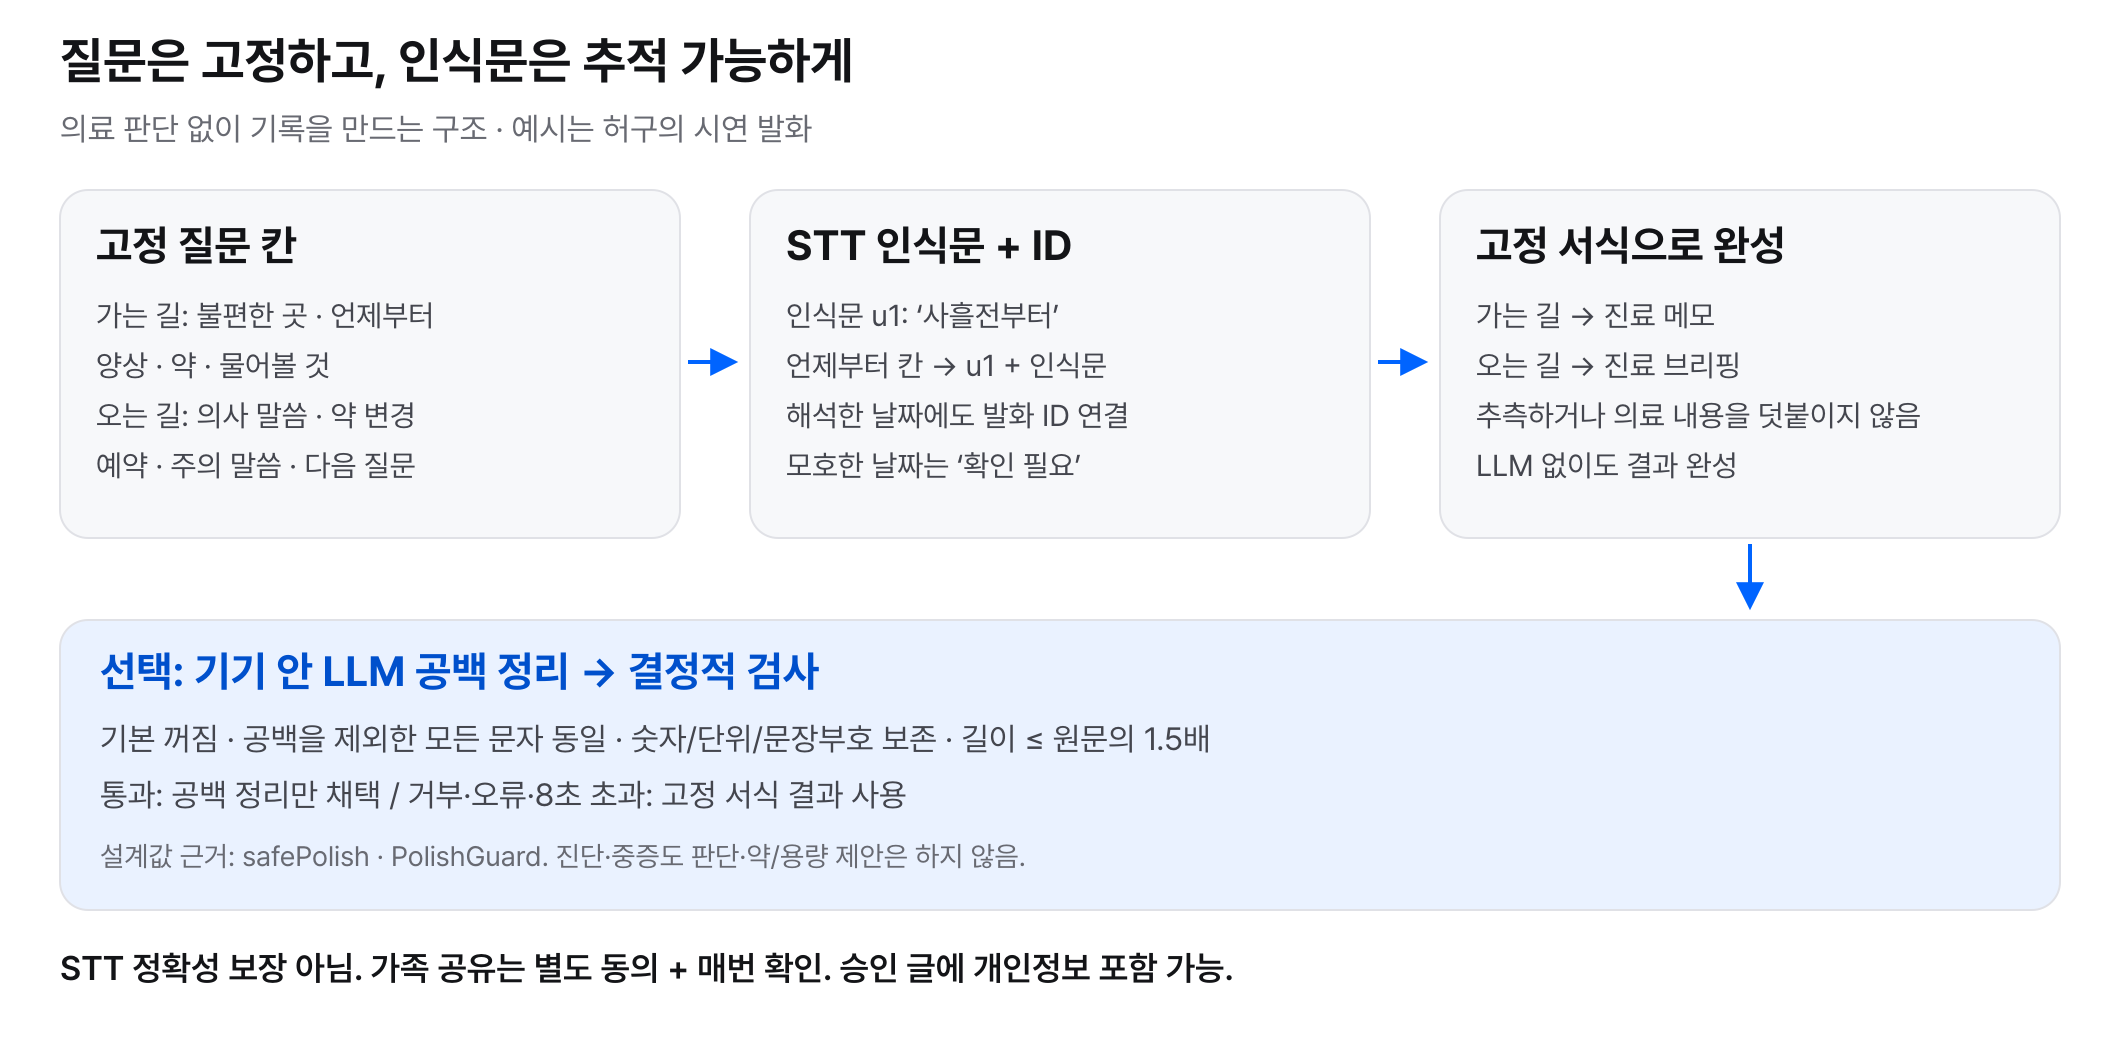 질문은 고정하고, 인식문은 추적 가능하게
의료 판단 없이 기록을 만드는 구조 · 예시는 허구의 시연 발화
고정 질문 칸
가는 길: 불편한 곳 · 언제부터
양상 · 약 · 물어볼 것
오는 길: 의사 말씀 · 약 변경
예약 · 주의 말씀 · 다음 질문
STT 인식문 + ID
인식문 u1: ‘사흘전부터’
언제부터 칸 → u1 + 인식문
해석한 날짜에도 발화 ID 연결
모호한 날짜는 ‘확인 필요’
고정 서식으로 완성
가는 길 → 진료 메모
오는 길 → 진료 브리핑
추측하거나 의료 내용을 덧붙이지 않음
LLM 없이도 결과 완성
선택: 기기 안 LLM 공백 정리 → 결정적 검사
기본 꺼짐 · 공백을 제외한 모든 문자 동일 · 숫자/단위/문장부호 보존 · 길이 ≤ 원문의 1.5배
통과: 공백 정리만 채택 / 거부·오류·8초 초과: 고정 서식 결과 사용
설계값 근거: safePolish · PolishGuard. 진단·중증도 판단·약/용량 제안은 하지 않음.
STT 정확성 보장 아님. 가족 공유는 별도 동의 + 매번 확인. 승인 글에 개인정보 포함 가능.